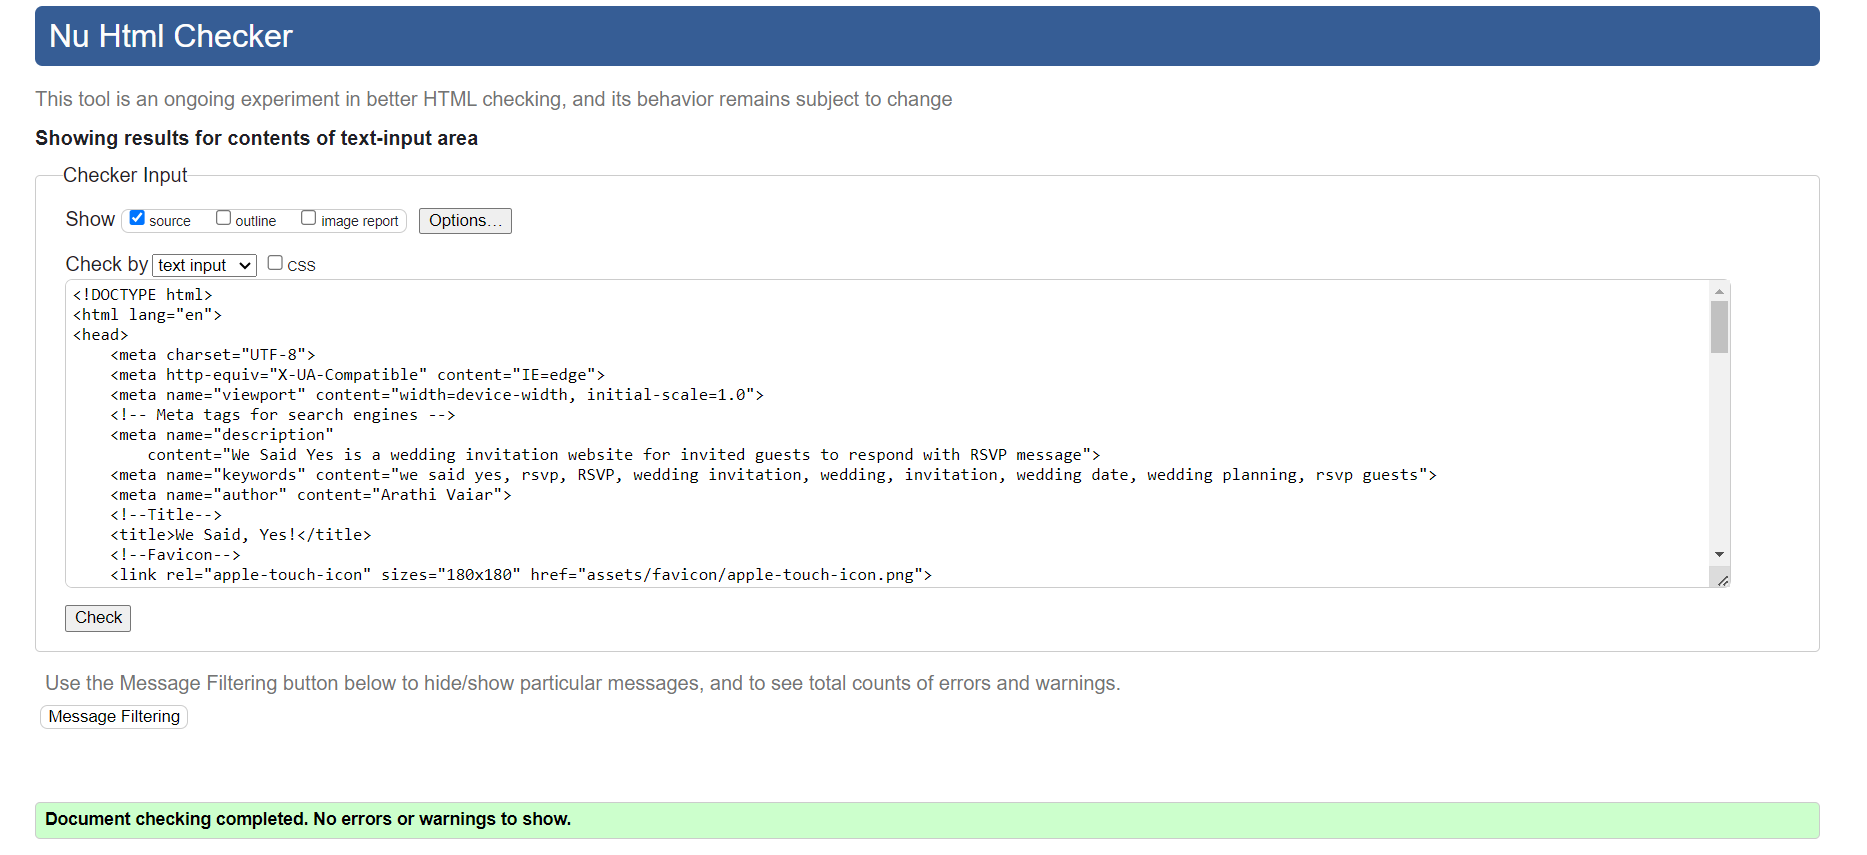 Nu Html Checker
This tool is an ongoing experiment in better HTML checking, and its behavior remains subject to change
Showing results for contents of text-input area
Checker Input
Show source outline image report Options...
Check by text input CSS
<!DOCTYPE html>
<html lang="en">
<head>
    <meta charset="UTF-8">
    <meta http-equiv="X-UA-Compatible" content="IE=edge">
    <meta name="viewport" content="width=device-width, initial-scale=1.0">
    <!-- Meta tags for search engines -->
    <meta name="description"
        content="We Said Yes is a wedding invitation website for invited guests to respond with RSVP message">
    <meta name="keywords" content="we said yes, rsvp, RSVP, wedding invitation, wedding, invitation, wedding date, wedding planning, rsvp guests">
    <meta name="author" content="Arathi Vaiar">
    <!--Title-->
    <title>We Said, Yes!</title>
    <!--Favicon-->
    <link rel="apple-touch-icon" sizes="180x180" href="assets/favicon/apple-touch-icon.png">
Check
Use the Message Filtering button below to hide/show particular messages, and to see total counts of errors and warnings.
Message Filtering
Document checking completed. No errors or warnings to show.